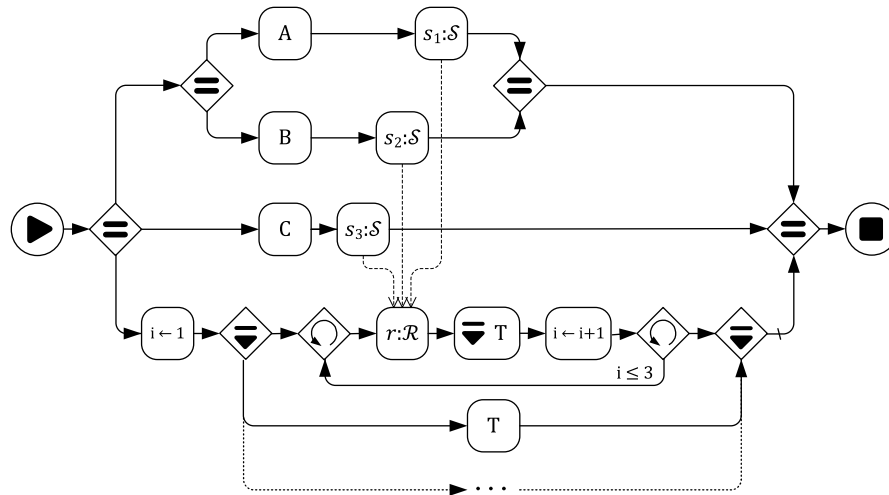 A
s₁:𝒮
B
s₂:𝒮
C
s₃:𝒮
i ← 1
r:ℛ
T
i ← i+1
i ≤ 3
T
...